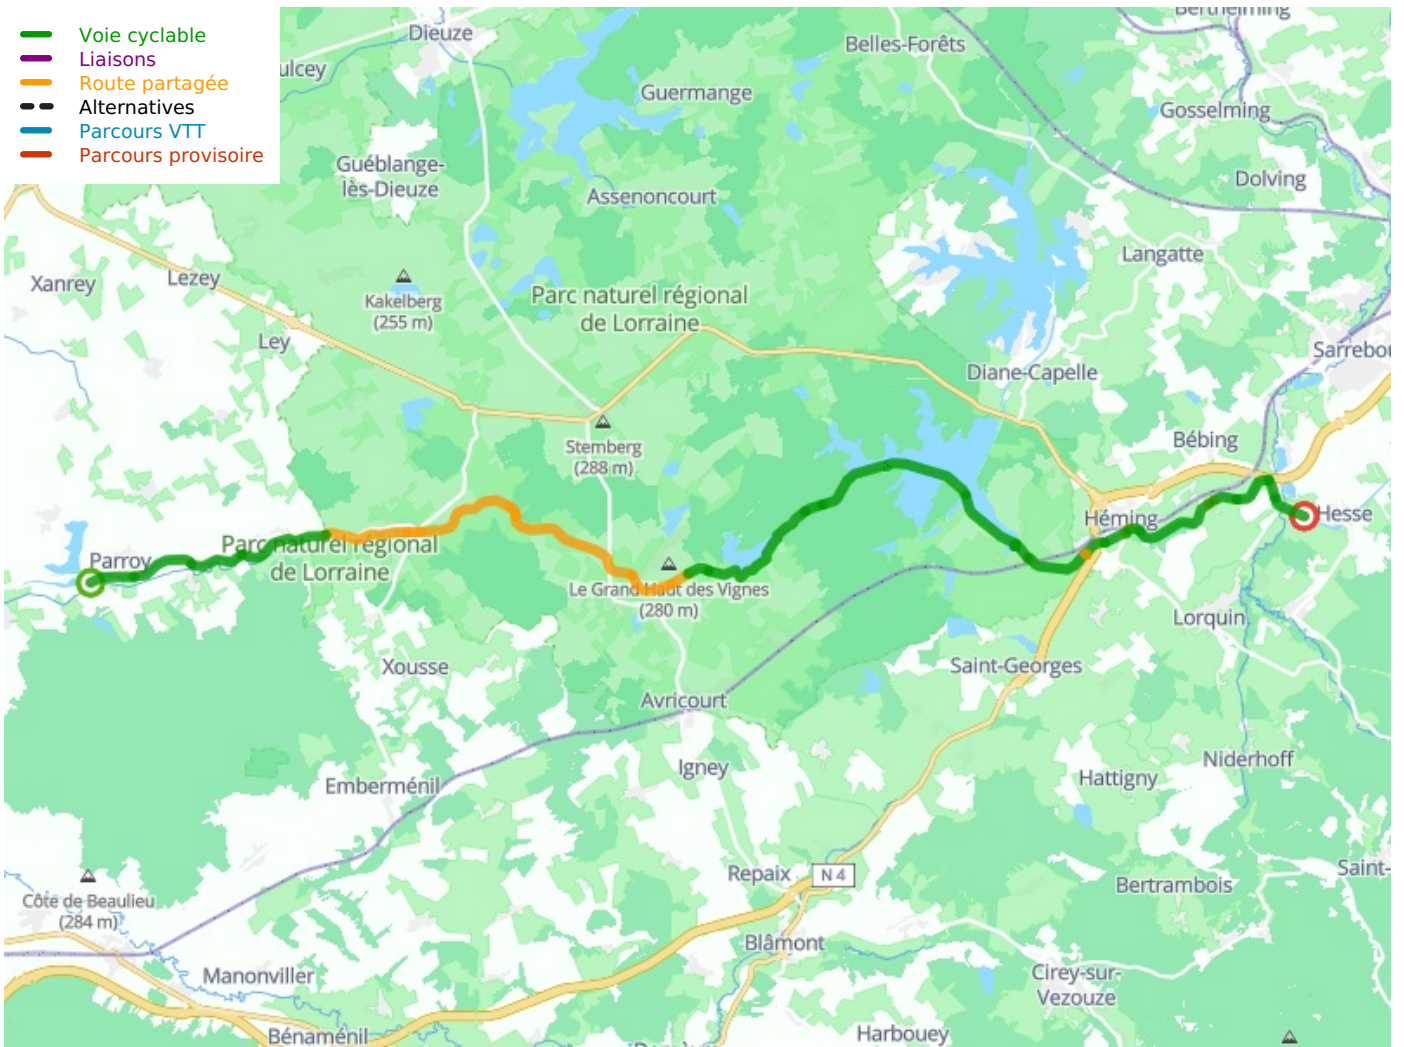 Voie cyclable
Liaisons
Route partagée
Alternatives
Parcours VTT
Parcours provisoire
Dieuze
Belles-Forêts
Guermange
Gosselming
Guéblange-
lès-Dieuze
Assenoncourt
Dolving
Langatte
Xanrey
Lezey
Kakelberg
(255 m)
Parc naturel régional
de Lorraine
Ley
Diane-Capelle
Stemberg
(288 m)
Bébing
Héming
Hesse
Parroy
Parc naturel régional
de Lorraine
Le Grand Haut des Vignes
(280 m)
Lorquin
Xousse
Saint-Georges
Avricourt
Igney
Niderhoff
Hattigny
Emberménil
Repaix
N 4
Bertrambois
Saint-
Côte de Beaulieu
(284 m)
Blâmont
Manonviller
Cirey-sur-
Vezouze
Bénaménil
Harbouey